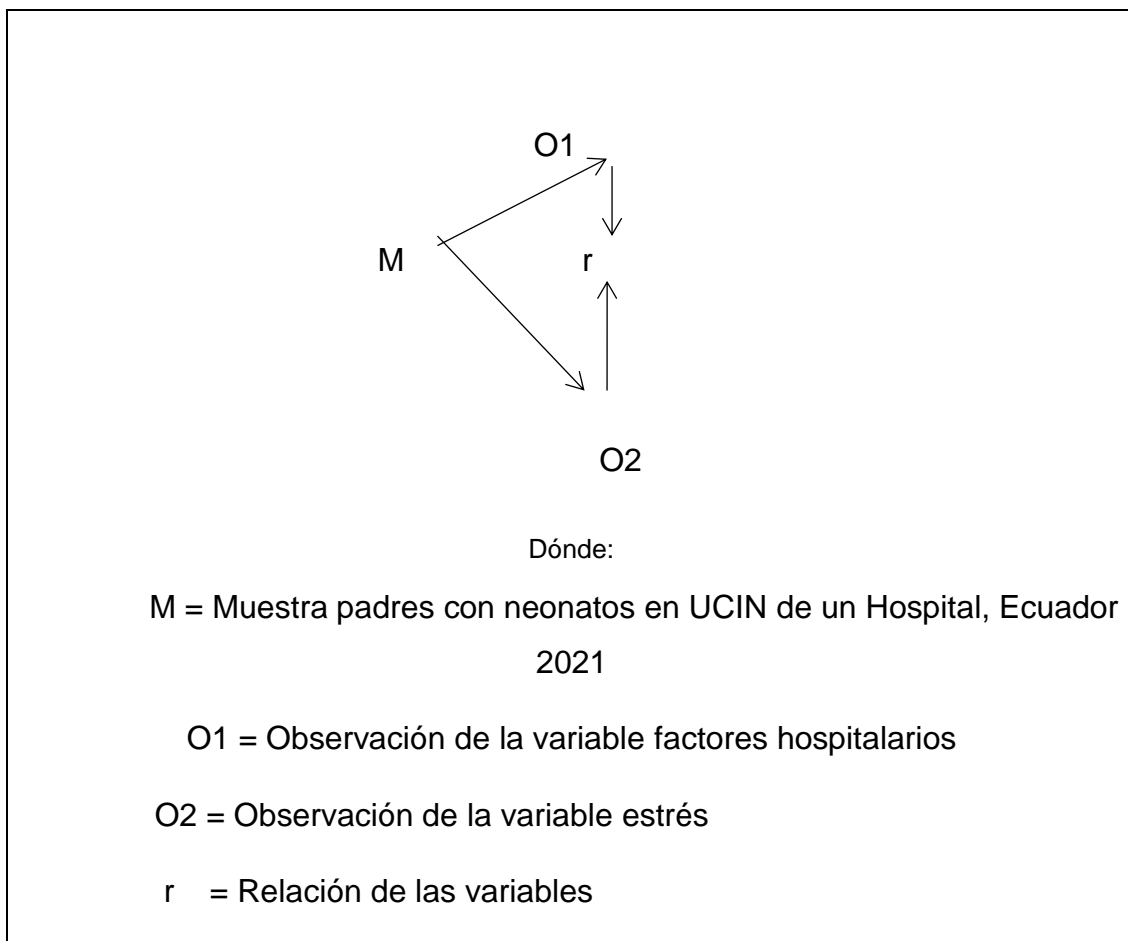 O1
M r
O2
Dónde:
M = Muestra padres con neonatos en UCIN de un Hospital, Ecuador
2021
O1 = Observación de la variable factores hospitalarios
O2 = Observación de la variable estrés
r = Relación de las variables